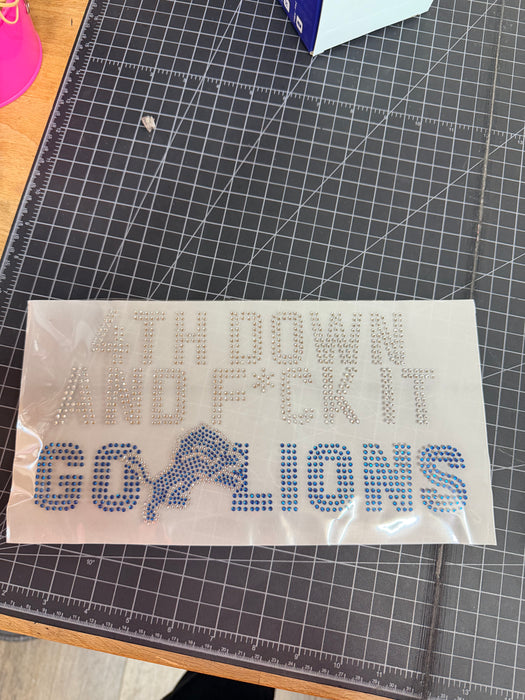 4TH DOWN
AND F*CK IT
GO LIONS